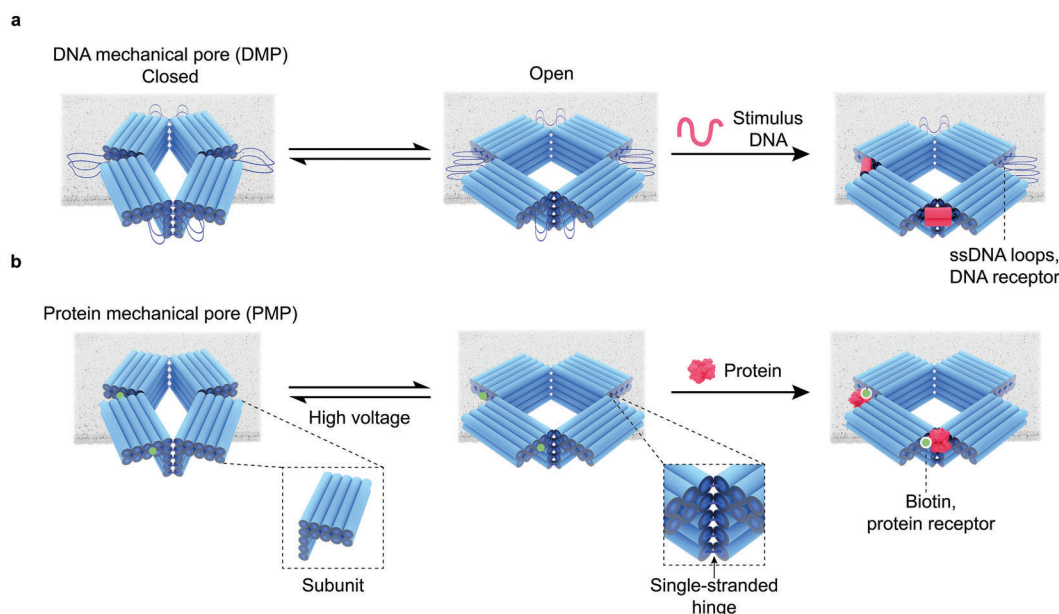 a
DNA mechanical pore (DMP)
Closed
Open
Stimulus
DNA
ssDNA loops,
DNA receptor
b
Protein mechanical pore (PMP)
High voltage
Protein
Subunit
Single-stranded
hinge
Biotin,
protein receptor